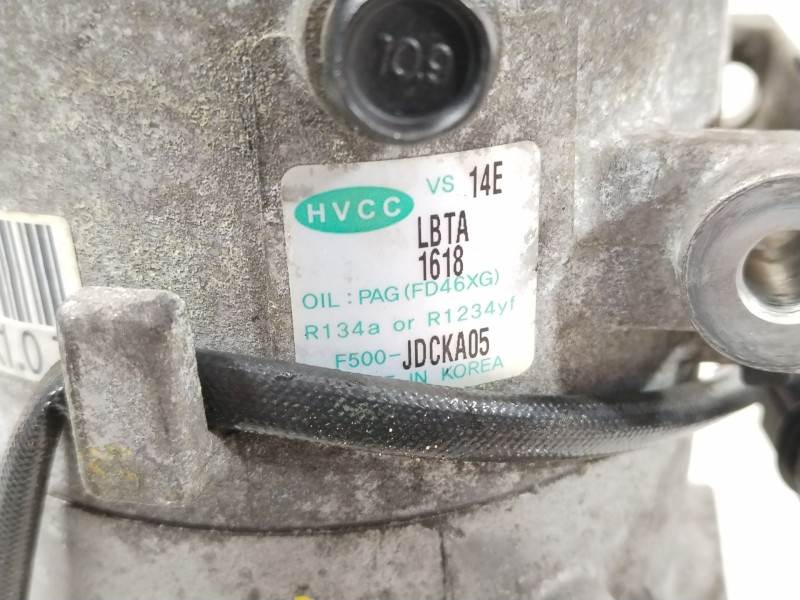 10.9
HVCC VS 14E
LBTA
1618
OIL : PAG(FD46XG)
R134a or R1234yf
F500-JDCKA05
IN KOREA